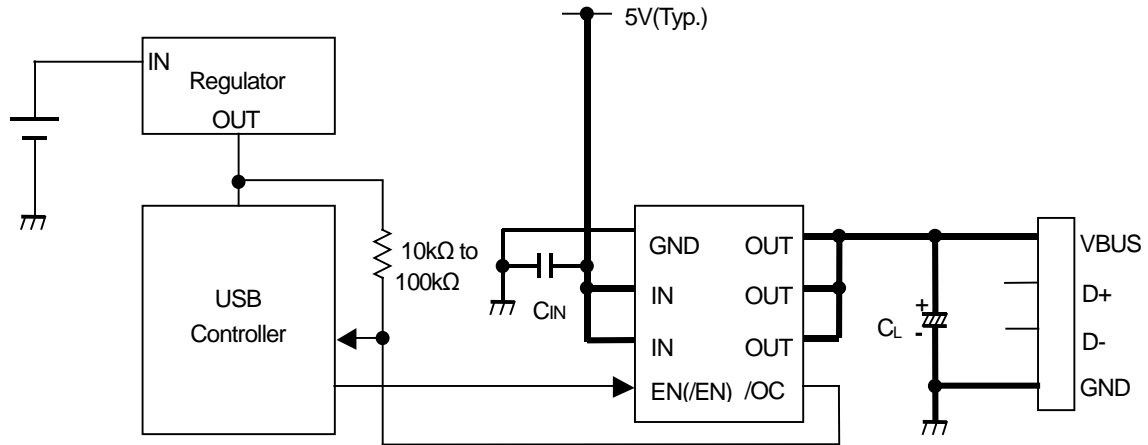 5V(Typ.)
IN
Regulator
OUT
10kΩ to
100kΩ
USB
Controller
CIN
GND OUT
IN OUT
IN OUT
EN(/EN) /OC
+
CL
-
VBUS
D+
D-
GND